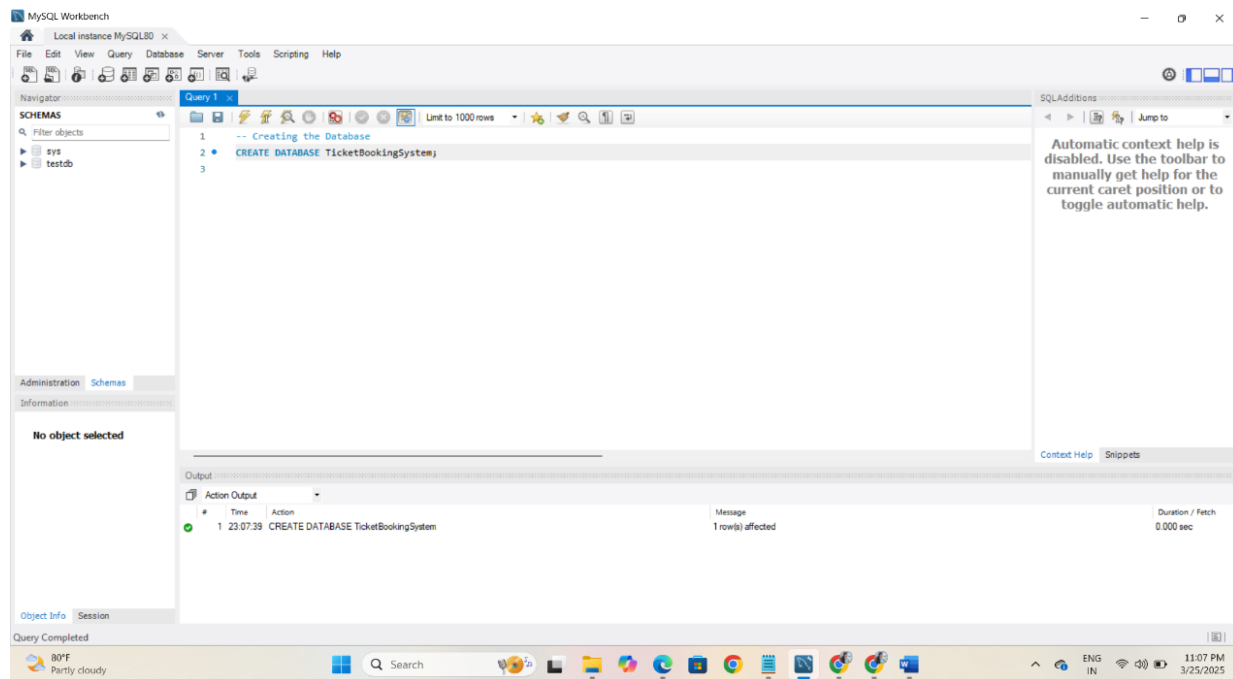 MySQL Workbench
Local instance MySQL80
File Edit View Query Database Server Tools Scripting Help
Navigator
SCHEMAS
Filter objects
sys
testdb
Administration Schemas
Information
No object selected
Object Info Session
Query 1
Limit to 1000 rows
1 -- Creating the Database
2 CREATE DATABASE TicketBookingSystem;
3
SQLAdditions
Jump to
Automatic context help is
disabled. Use the toolbar to
manually get help for the
current caret position or to
toggle automatic help.
Context Help Snippets
Output
Action Output
# Time Action Message Duration / Fetch
1 23:07:39 CREATE DATABASE TicketBookingSystem 1 row(s) affected 0.000 sec
Query Completed
80°F
Partly cloudy
Search
ENG
IN
11:07 PM
3/25/2025